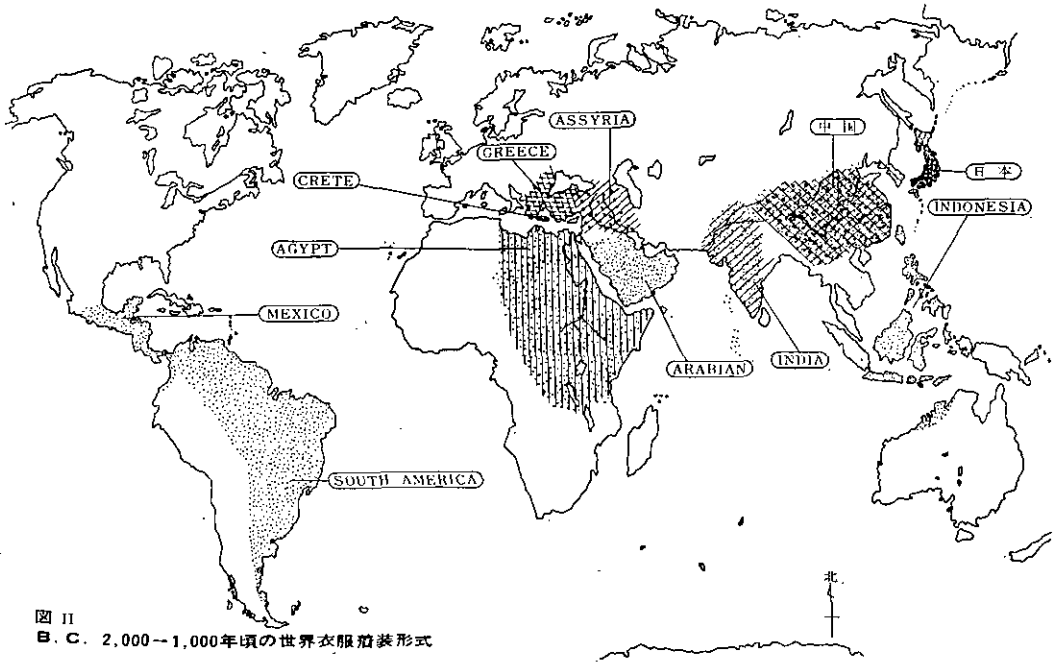 ASSYRIA
中国
GREECE
CRETE
日本
INDONESIA
AGYPT
MEXICO
ARABIAN
INDIA
SOUTH AMERICA
北
図 II
B. C. 2,000−1,000年頃の世界衣服着装形式